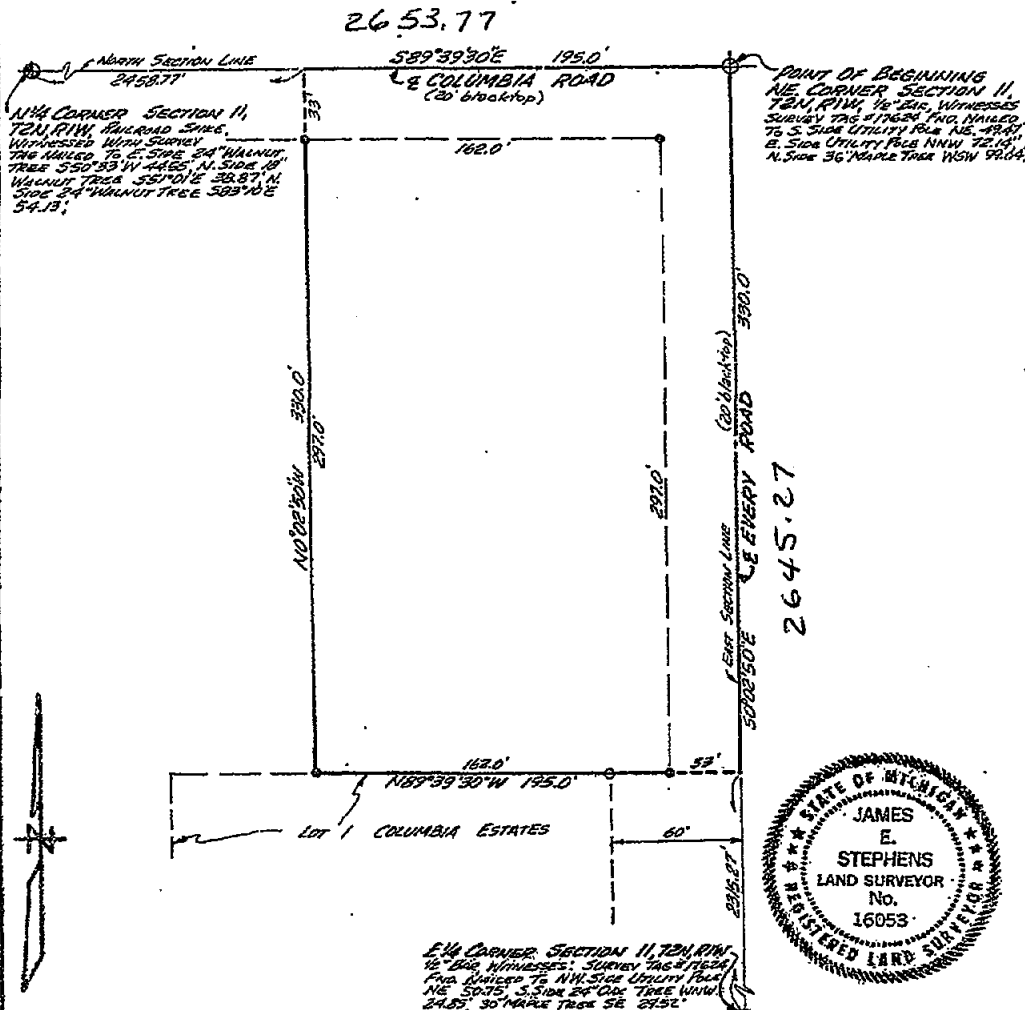 2653.77
NORTH SECTION LINE
2458.77'
S89°39'30"E 195.0'
℄ COLUMBIA ROAD
(20' blacktop)
POINT OF BEGINNING
NE. CORNER SECTION 11,
T2N, R1W, 1/2" BAR, WITNESSES
SURVEY TAG #17624 FND. NAILED
TO S. SIDE UTILITY POLE NE. 49.47'
E. SIDE UTILITY POLE NNW 72.14'
N. SIDE 36" MAPLE TREE WSW 99.04'
N1/4 CORNER SECTION 11,
T2N, R1W, RAILROAD SPIKE,
WITNESSED WITH SURVEY
TAG NAILED TO E. SIDE 24" WALNUT
TREE S50°33'W 44.65', N. SIDE 18"
WALNUT TREE S51°01'E 38.87', N.
SIDE 24" WALNUT TREE S83°10'E
54.13',
33'
162.0'
N0°02'50"W 330.0'
297.0'
297.0'
(20' blacktop) 330.0'
EAST SECTION LINE
℄ EVERY ROAD
S0°02'50"E
2645.27
162.0'
N89°39'30"W 195.0'
33'
LOT 1 COLUMBIA ESTATES
60'
2315.27'
STATE OF MICHIGAN
JAMES
E.
STEPHENS
LAND SURVEYOR
No.
16053
REGISTERED LAND SURVEYOR
E1/4 CORNER SECTION 11, T2N, R1W
1/2" BAR, WITNESSES: SURVEY TAG #17624
FND. NAILED TO NW. SIDE UTILITY POLE
NE 50.75', S. SIDE 24" OAK TREE WNW.
24.85', 30" MAPLE TREE SE 29.52'